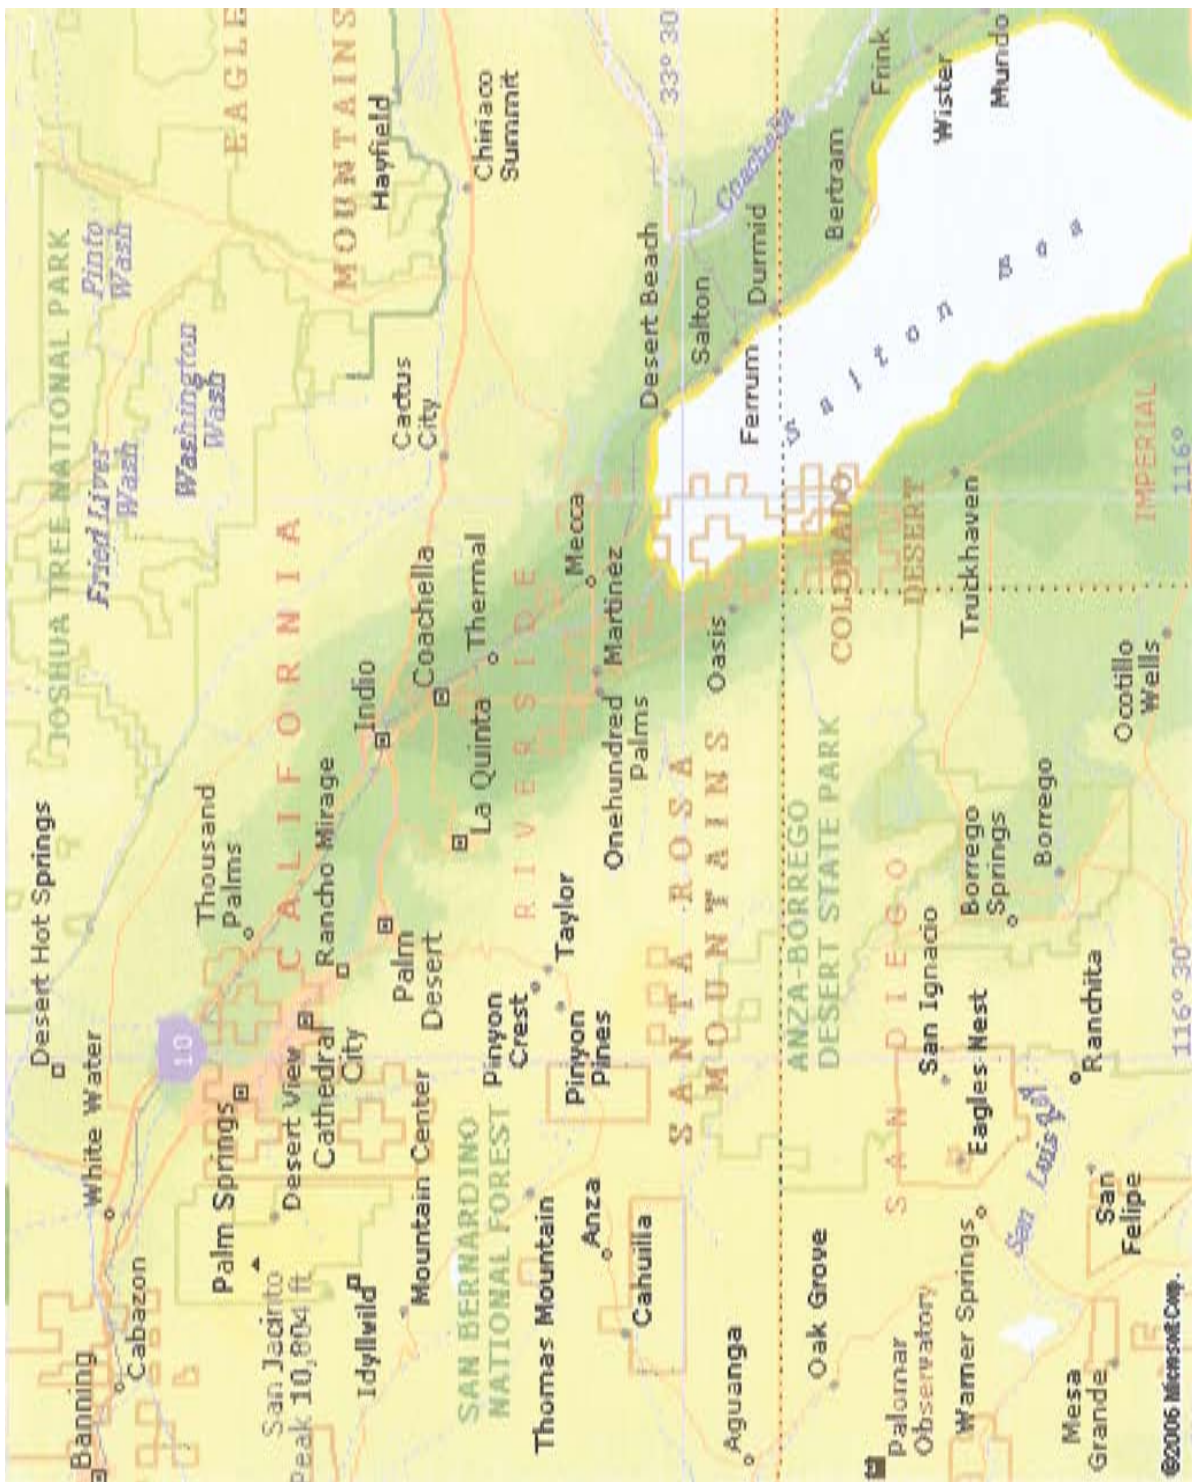 Desert Hot Springs
JOSHUA TREE NATIONAL PARK
Banning
White Water
Fried Liver
Wash
Pinto
Wash
Cabazon
10
Washington
Wash
Thousand
Palms
Palm Springs
EAGLE
MOUNTAINS
San Jacinto
Peak 10,804 ft
Desert View
CALIFORNIA
Cathedral
City
Rancho Mirage
Indio
Idyllwild
Hayfield
Mountain Center
Palm
Desert
Coachella
Cactus
City
SAN BERNARDINO
NATIONAL FOREST
La Quinta
Thermal
Chiriaco
Summit
Pinyon
Crest
RIVERSIDE
Thomas Mountain
Taylor
Mecca
Anza
Pinyon
Pines
Onehundred
Palms
Martinez
Cahuilla
Desert Beach
33° 30
SANTA ROSA
MOUNTAINS
Salton
Aguanga
Oasis
Ferrum
Durmid
Coachella
ANZA-BORREGO
DESERT STATE PARK
Salton Sea
Oak Grove
COLORADO
DESERT
Bertram
Frink
Palomar
Observatory
SAN DIEGO
San Ignacio
Wister
Warner Springs
Eagles Nest
Borrego
Springs
Truckhaven
Mundo
San Luis Rey
Borrego
Mesa
Grande
San
Felipe
Ranchita
Ocotillo
Wells
IMPERIAL
©2006 Microsoft Corp.
116° 30'
116°